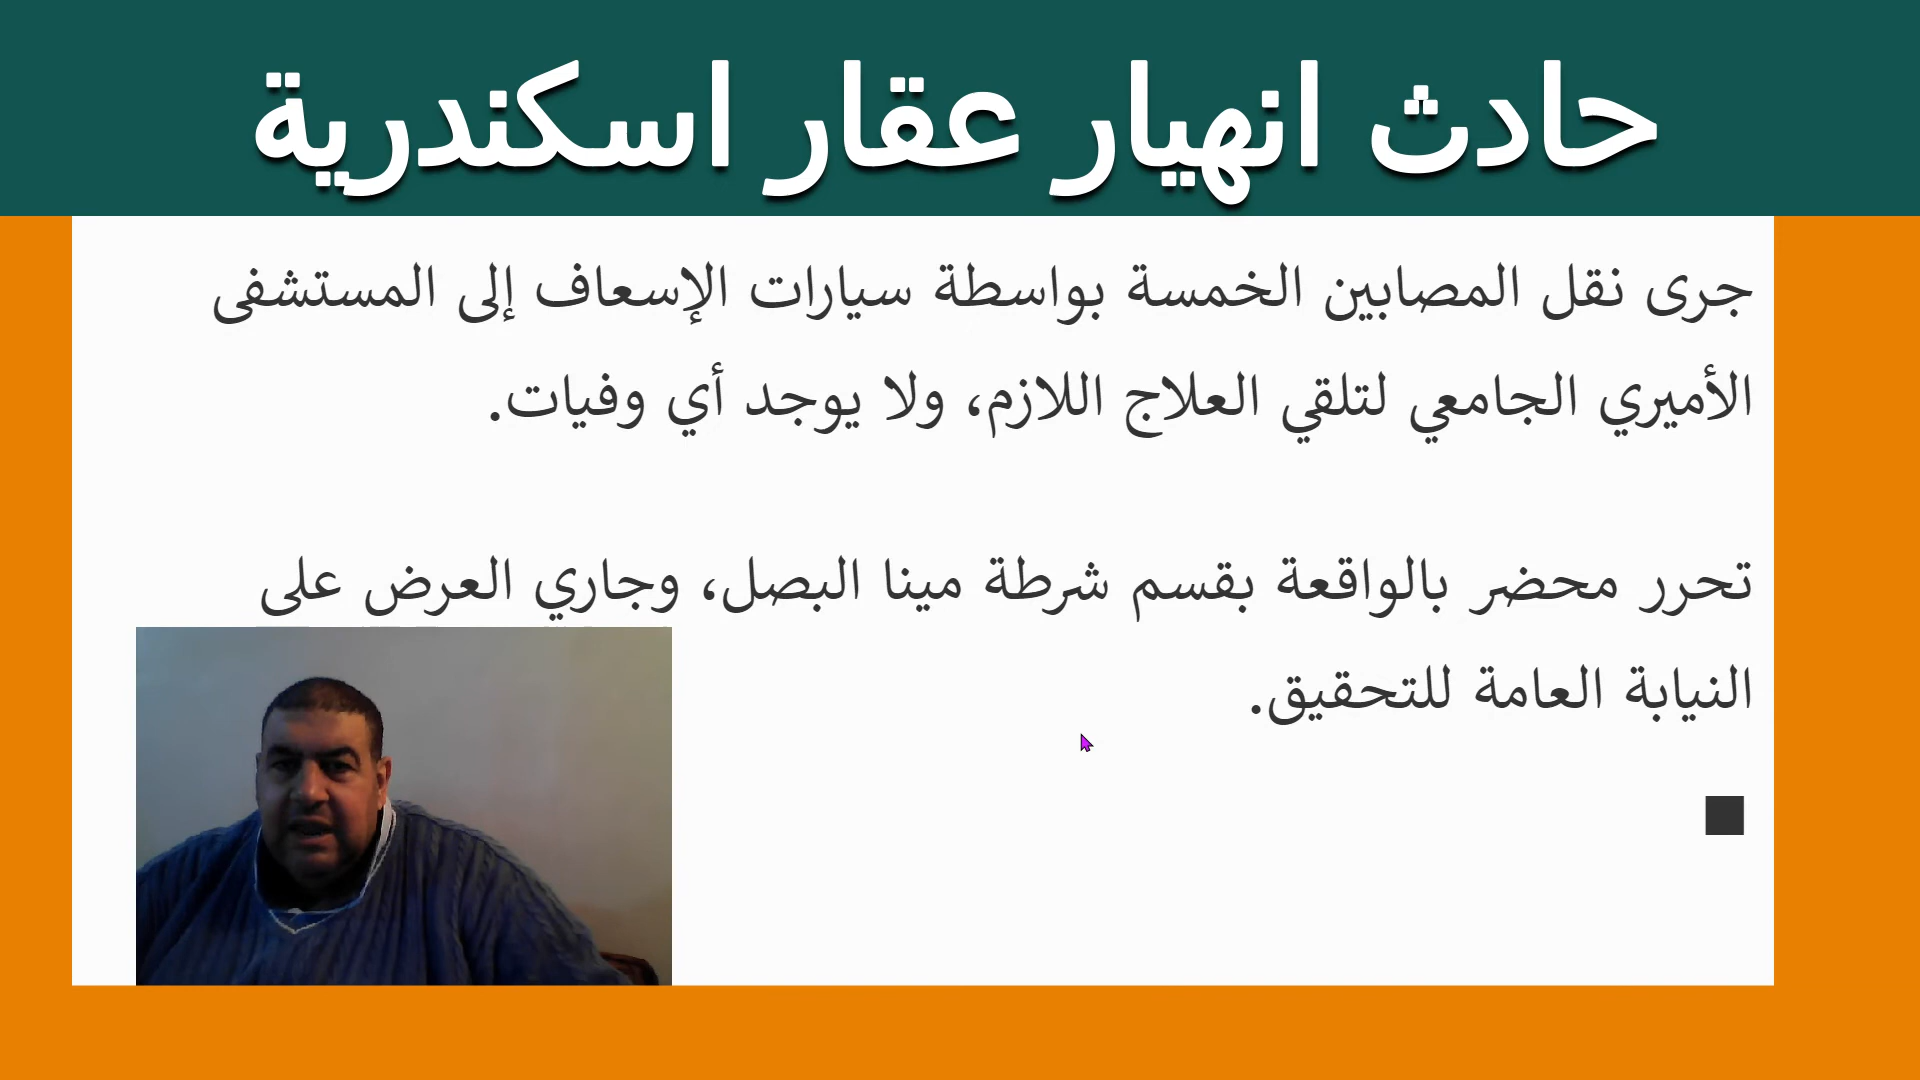 حادث انهيار عقار اسكندرية
جرى نقل المصابين الخمسة بواسطة سيارات الإسعاف إلى المستشفى
الأميري الجامعي لتلقي العلاج اللازم، ولا يوجد أي وفيات.
تحرر محضر بالواقعة بقسم شرطة مينا البصل، وجاري العرض على
النيابة العامة للتحقيق.